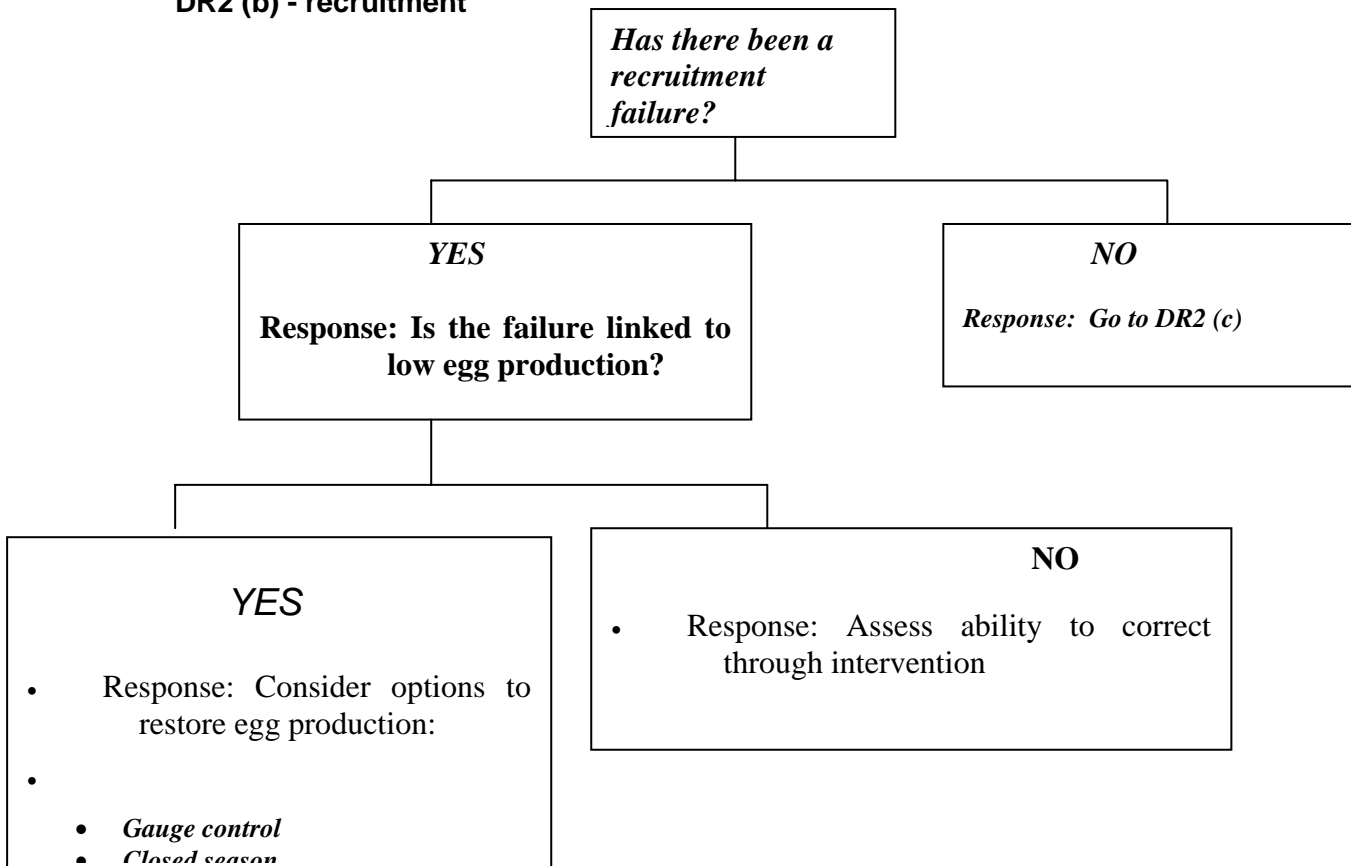 DR2 (b) - recruitment
Has there been a
recruitment
failure?
YES
Response: Is the failure linked to
low egg production?
NO
Response: Go to DR2 (c)
YES
• Response: Consider options to
restore egg production:
•
• Gauge control
• Closed season
NO
• Response: Assess ability to correct
through intervention